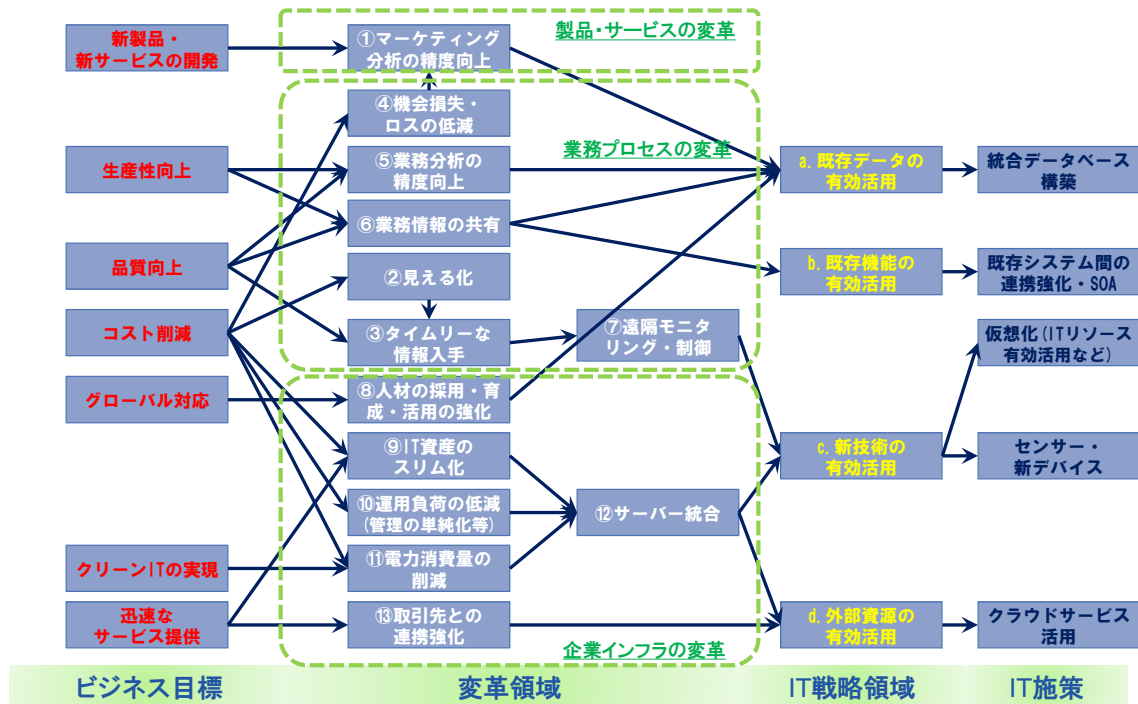 新製品・
新サービスの開発
生産性向上
品質向上
コスト削減
グローバル対応
クリーンITの実現
迅速な
サービス提供
製品・サービスの変革
①マーケティング
分析の精度向上
業務プロセスの変革
④機会損失・
ロスの低減
⑤業務分析の
精度向上
⑥業務情報の共有
②見える化
③タイムリーな
情報入手
⑦遠隔モニタ
リング・制御
⑧人材の採用・育
成・活用の強化
⑨IT資産の
スリム化
⑩運用負荷の低減
(管理の単純化等)
⑪電力消費量の
削減
⑫サーバー統合
⑬取引先との
連携強化
企業インフラの変革
a.既存データの
有効活用
b.既存機能の
有効活用
c.新技術の
有効活用
d.外部資源の
有効活用
統合データベース
構築
既存システム間の
連携強化・SOA
仮想化(ITリソース
有効活用など)
センサー・
新デバイス
クラウドサービス
活用
ビジネス目標
変革領域
IT戦略領域
IT施策